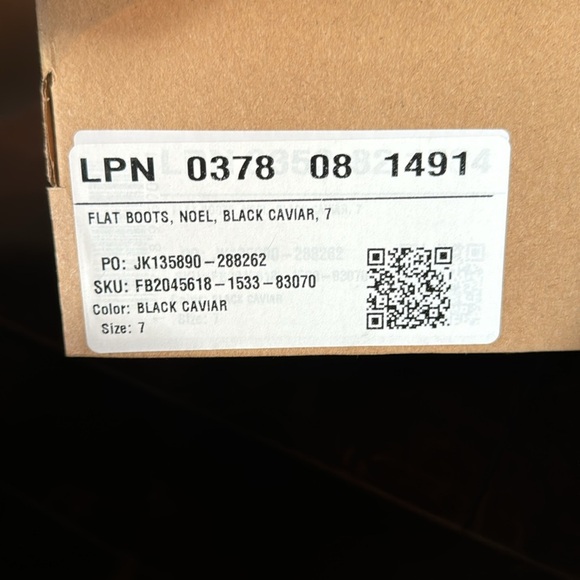 LPN 0378 08 1491
FLAT BOOTS, NOEL, BLACK CAVIAR, 7
PO: JK135890-288262
SKU: FB2045618-1533-83070
Color: BLACK CAVIAR
Size: 7